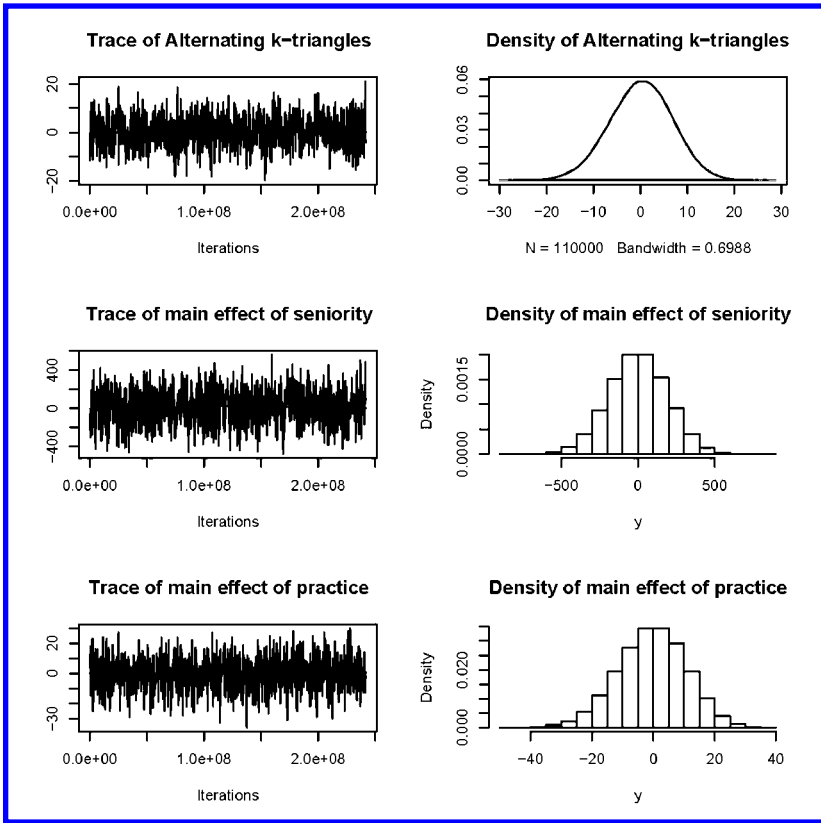 Trace of Alternating k−triangles
20
0
−20
0.0e+00 1.0e+08 2.0e+08
Iterations
Density of Alternating k−triangles
0.06
0.03
0.00
−30 −20 −10 0 10 20 30
N = 110000 Bandwidth = 0.6988
Trace of main effect of seniority
400
0
−400
0.0e+00 1.0e+08 2.0e+08
Iterations
Density of main effect of seniority
Density
0.0015
0.0000
−500 0 500
y
Trace of main effect of practice
20
0
−30
0.0e+00 1.0e+08 2.0e+08
Iterations
Density of main effect of practice
Density
0.020
0.000
−40 −20 0 20 40
y